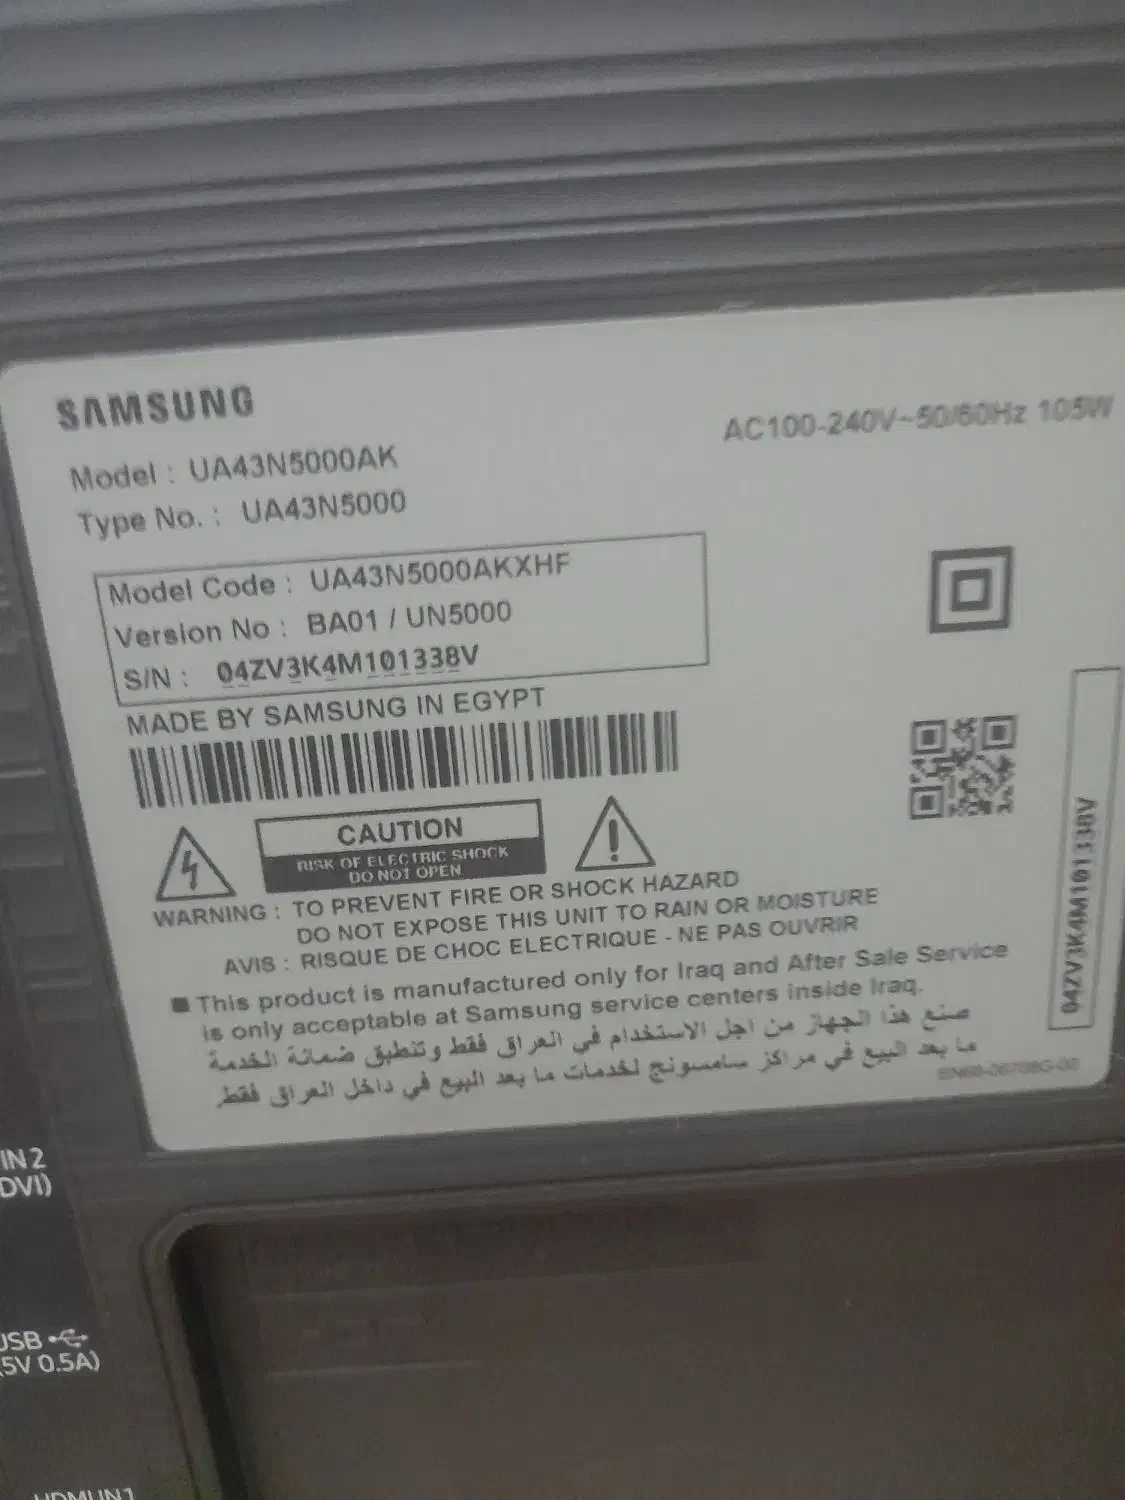 SAMSUNG
AC100-240V~50/60Hz 105W
Model : UA43N5000AK
Type No. : UA43N5000
Model Code : UA43N5000AKXHF
Version No : BA01 / UN5000
S/N : 04ZV3K4M101338V
MADE BY SAMSUNG IN EGYPT
CAUTION
RISK OF ELECTRIC SHOCK
DO NOT OPEN
WARNING : TO PREVENT FIRE OR SHOCK HAZARD
DO NOT EXPOSE THIS UNIT TO RAIN OR MOISTURE
AVIS : RISQUE DE CHOC ELECTRIQUE - NE PAS OUVRIR
■ This product is manufactured only for Iraq and After Sale Service
is only acceptable at Samsung service centers inside Iraq.
صنع هذا الجهاز من اجل الاستخدام في العراق فقط وتنطبق ضمانة الخدمة
ما بعد البيع في مراكز سامسونج لخدمات ما بعد البيع في داخل العراق فقط
04ZV3K4M101338V
IN 2
DVI)
USB
(5V 0.5A)